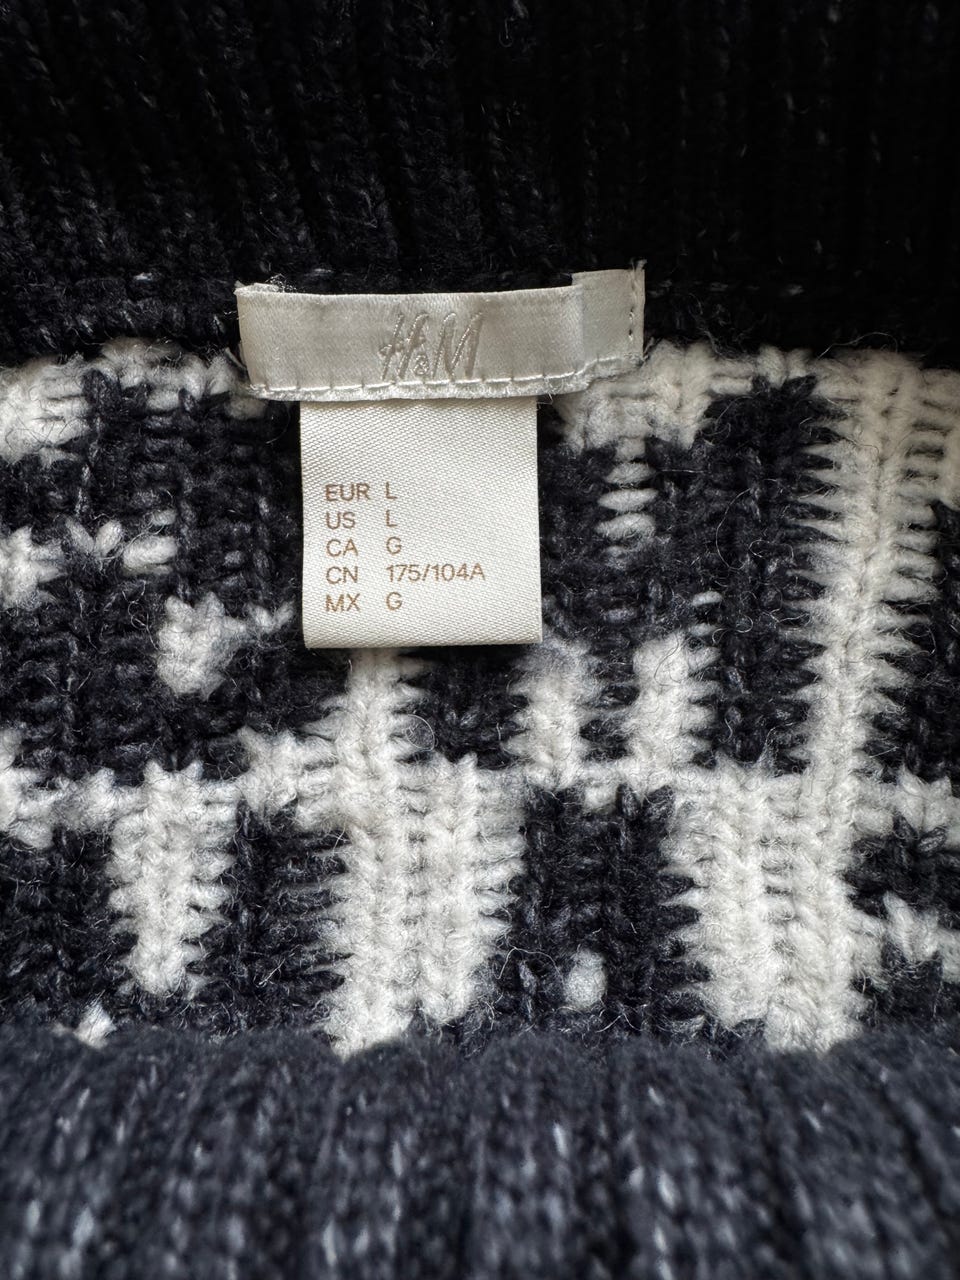 H&M
EUR L
US L
CA G
CN 175/104A
MX G